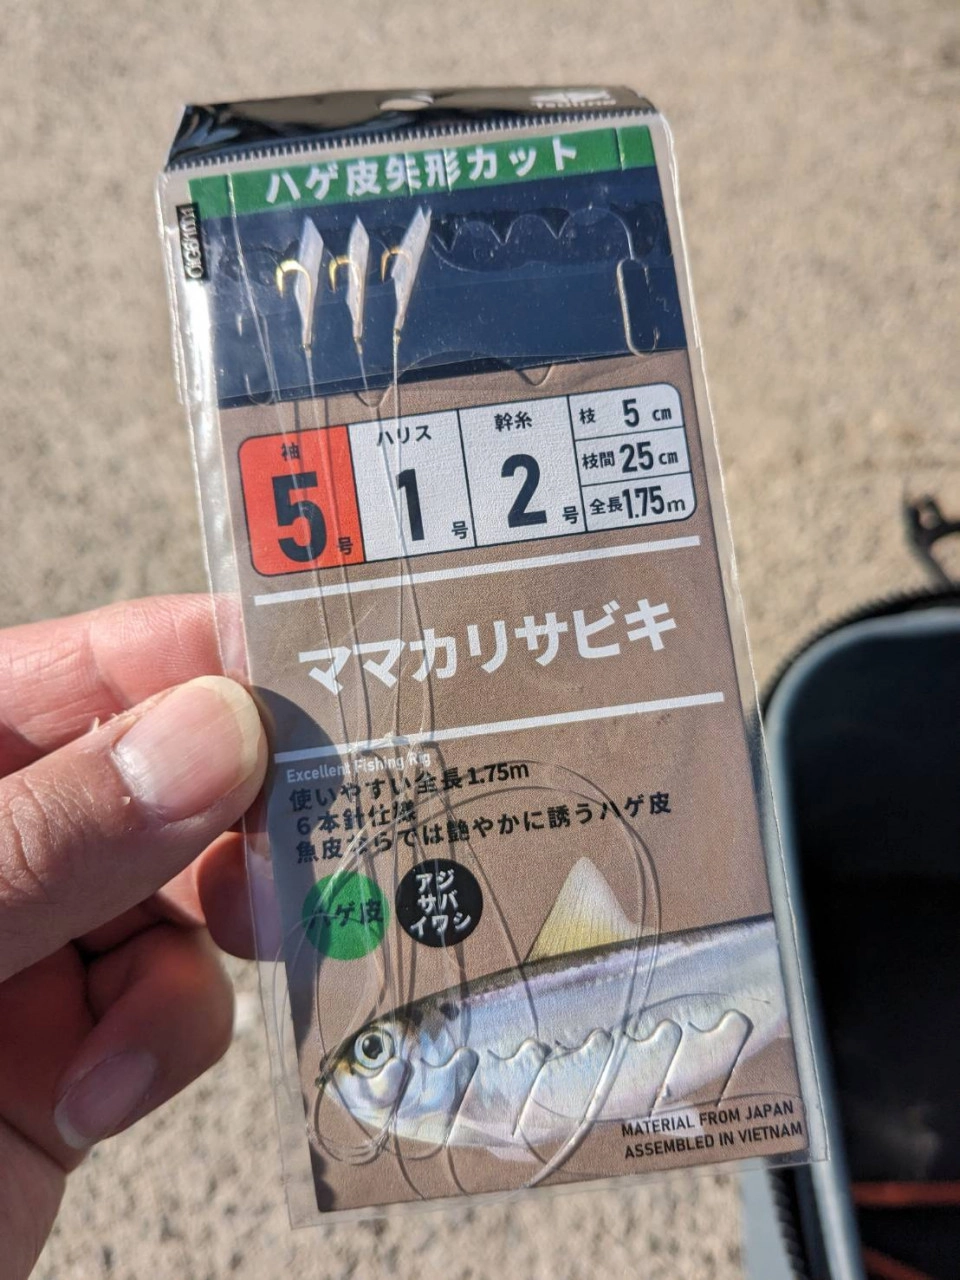 ハゲ皮矢形カット
袖
5号
ハリス
1号
幹糸
2号
枝 5cm
枝間 25cm
全長 1.75m
ママカリサビキ
Excellent Fishing Rig
使いやすい全長1.75m
6本針仕様
魚皮ならでは艶やかに誘うハゲ皮
ハゲ皮
アジ
サバ
イワシ
MATERIAL FROM JAPAN
ASSEMBLED IN VIETNAM